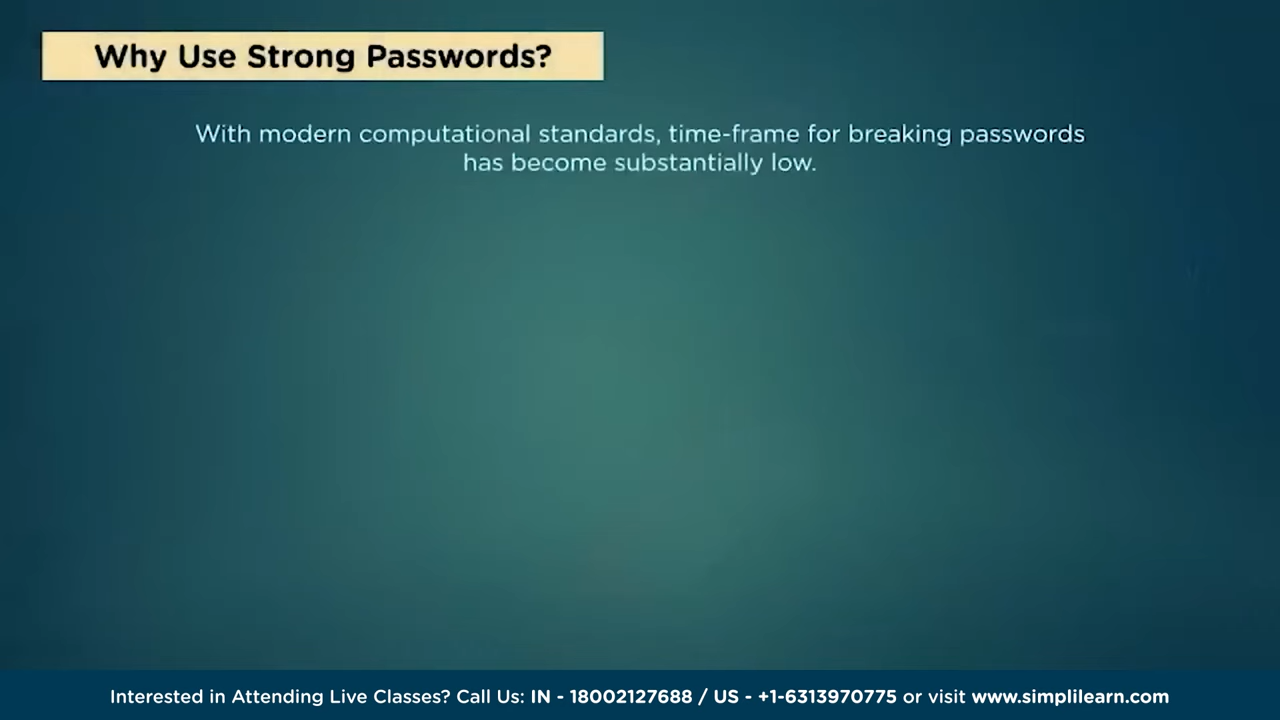 Why Use Strong Passwords?
With modern computational standards, time-frame for breaking passwords
has become substantially low.
Interested in Attending Live Classes? Call Us: IN - 18002127688 / US - +1-6313970775 or visit www.simplilearn.com